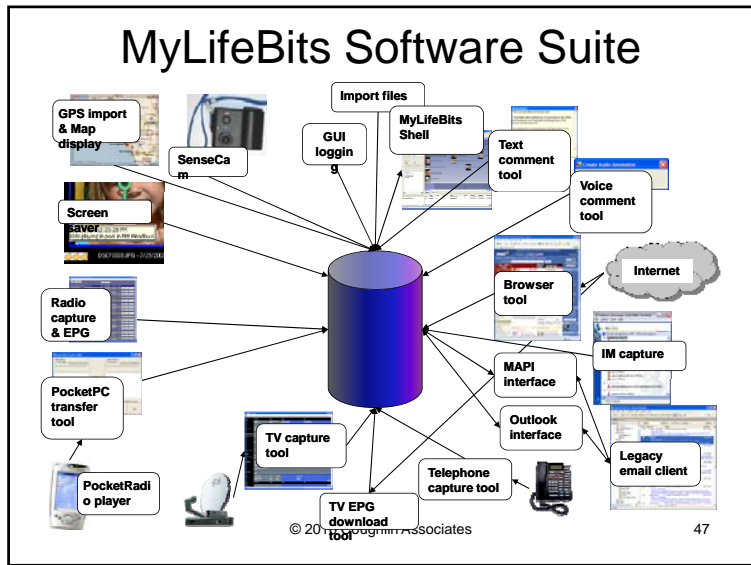 MyLifeBits Software Suite
Import files
GPS import
& Map
display
SenseCa
m
GUI
loggin
g
MyLifeBits
Shell
Text
comment
tool
Voice
comment
tool
Screen
saver
Browser
tool
Internet
Radio
capture
& EPG
IM capture
MAPI
interface
PocketPC
transfer
tool
Outlook
interface
TV capture
tool
Legacy
email client
Telephone
capture tool
PocketRadi
o player
TV EPG
download
tool
© Associates
47